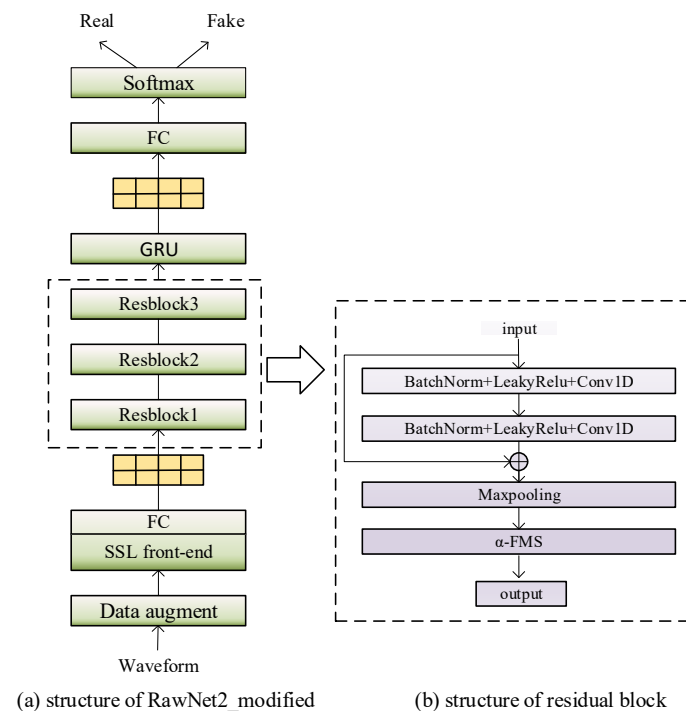 Real Fake
Softmax
FC
GRU
Resblock3
Resblock2
Resblock1
FC
SSL front-end
Data augment
Waveform
(a) structure of RawNet2_modified
input
BatchNorm+LeakyRelu+Conv1D
BatchNorm+LeakyRelu+Conv1D
Maxpooling
α-FMS
output
(b) structure of residual block